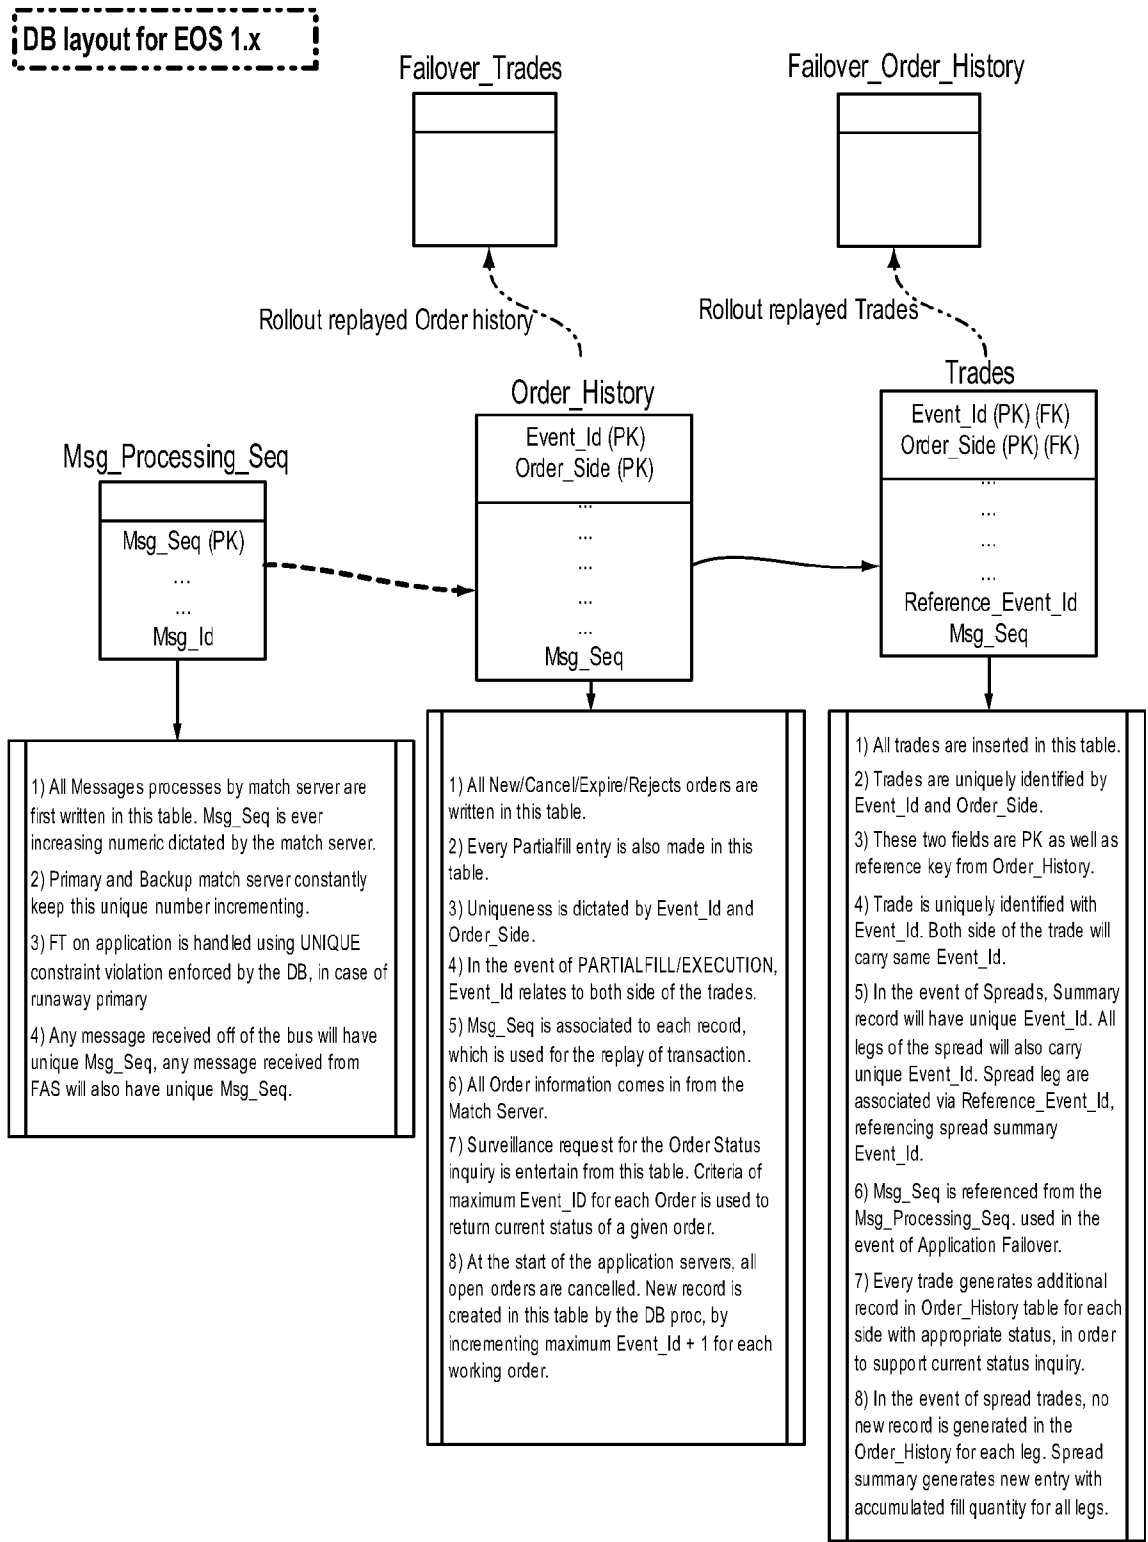 DB layout for EOS 1.x
Failover_Trades
Failover_Order_History
Rollout replayed Order history
Rollout replayed Trades
Msg_Processing_Seq
Msg_Seq (PK)
...
...
Msg_Id
Order_History
Event_Id (PK)
Order_Side (PK)
...
...
...
...
...
Msg_Seq
Trades
Event_Id (PK) (FK)
Order_Side (PK) (FK)
...
...
...
...
Reference_Event_Id
Msg_Seq
1) All Messages processes by match server are
first written in this table. Msg_Seq is ever
increasing numeric dictated by the match server.
2) Primary and Backup match server constantly
keep this unique number incrementing.
3) FT on application is handled using UNIQUE
constraint violation enforced by the DB, in case of
runaway primary
4) Any message received off of the bus will have
unique Msg_Seq, any message received from
FAS will also have unique Msg_Seq.
1) All New/Cancel/Expire/Rejects orders are
written in this table.
2) Every Partialfill entry is also made in this
table.
3) Uniqueness is dictated by Event_Id and
Order_Side.
4) In the event of PARTIALFILL/EXECUTION,
Event_Id relates to both side of the trades.
5) Msg_Seq is associated to each record,
which is used for the replay of transaction.
6) All Order information comes in from the
Match Server.
7) Surveillance request for the Order Status
inquiry is entertain from this table. Criteria of
maximum Event_ID for each Order is used to
return current status of a given order.
8) At the start of the application servers, all
open orders are cancelled. New record is
created in this table by the DB proc, by
incrementing maximum Event_Id + 1 for each
working order.
1) All trades are inserted in this table.
2) Trades are uniquely identified by
Event_Id and Order_Side.
3) These two fields are PK as well as
reference key from Order_History.
4) Trade is uniquely identified with
Event_Id. Both side of the trade will
carry same Event_Id.
5) In the event of Spreads, Summary
record will have unique Event_Id. All
legs of the spread will also carry
unique Event_Id. Spread leg are
associated via Reference_Event_Id,
referencing spread summary
Event_Id.
6) Msg_Seq is referenced from the
Msg_Processing_Seq. used in the
event of Application Failover.
7) Every trade generates additional
record in Order_History table for each
side with appropriate status, in order
to support current status inquiry.
8) In the event of spread trades, no
new record is generated in the
Order_History for each leg. Spread
summary generates new entry with
accumulated fill quantity for all legs.